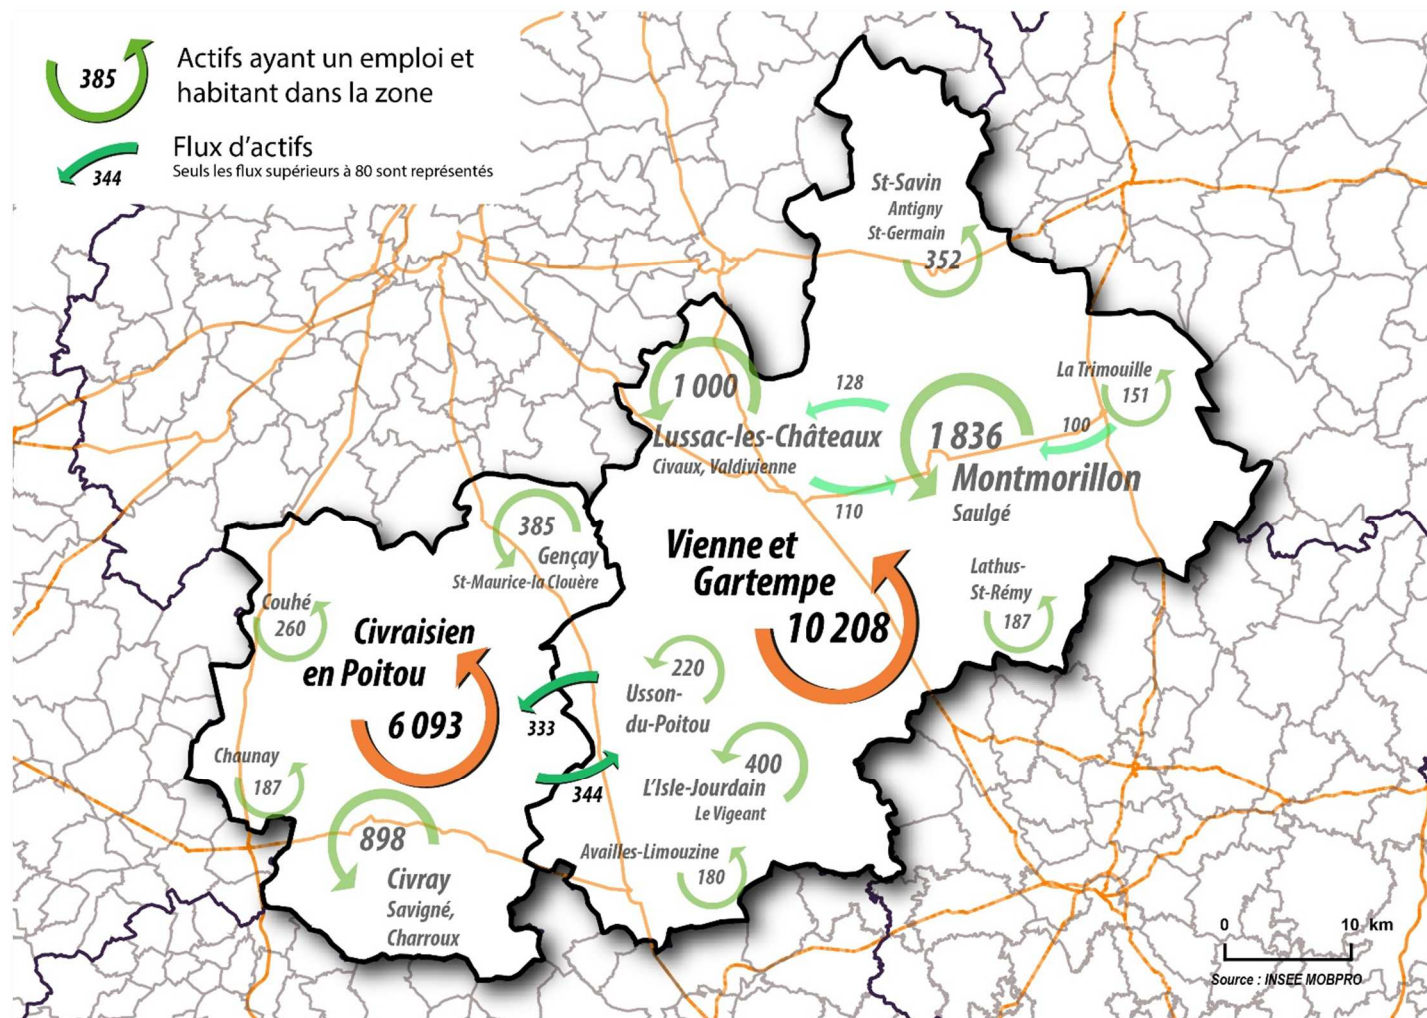 385
Actifs ayant un emploi et
habitant dans la zone
344
Flux d'actifs
Seuls les flux supérieurs à 80 sont représentés
St-Savin
Antigny
St-Germain
352
La Trimouille
151
1 000
Lussac-les-Châteaux
Civaux, Valdivienne
128
110
1 836
Montmorillon
Saulgé
100
385
Gençay
St-Maurice-la Clouère
Vienne et
Gartempe
10 208
Lathus-
St-Rémy
187
Couhé
260
Civraisien
en Poitou
6 093
333
344
220
Usson-
du-Poitou
Chaunay
187
400
L'Isle-Jourdain
Le Vigeant
898
Civray
Savigné,
Charroux
Availles-Limouzine
180
0 10 km
Source : INSEE MOBPRO